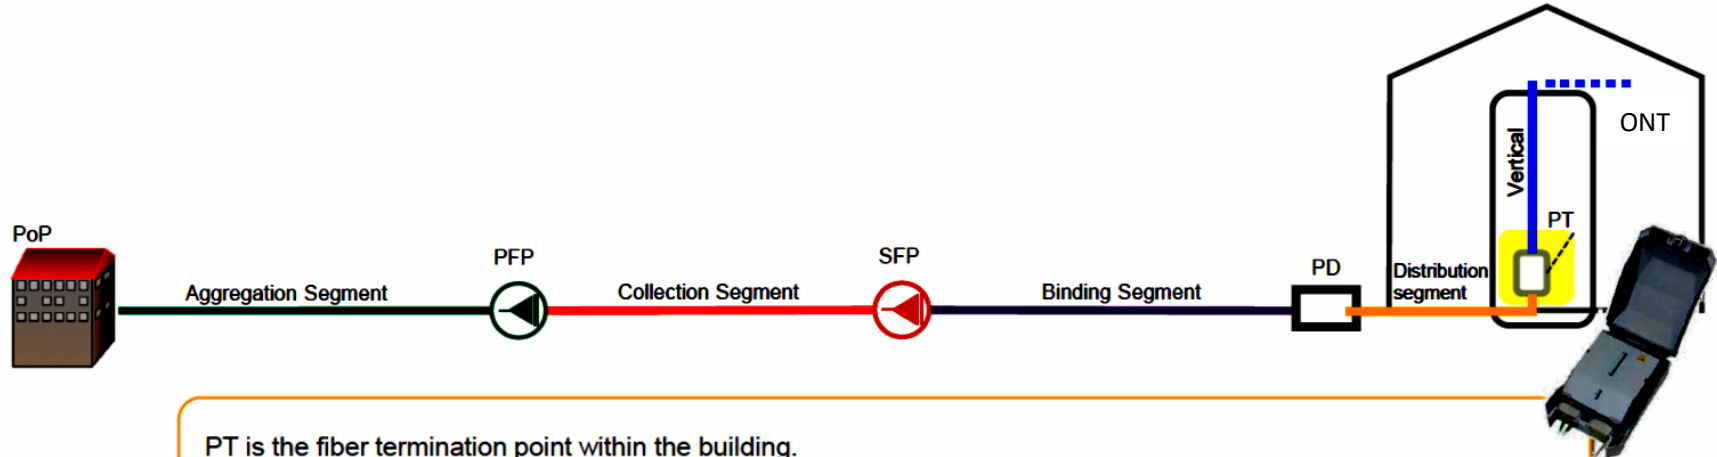 ONT
Vertical
PT
PoP
PFP
SFP
PD
Aggregation Segment
Collection Segment
Binding Segment
Distribution
segment
PT is the fiber termination point within the building.